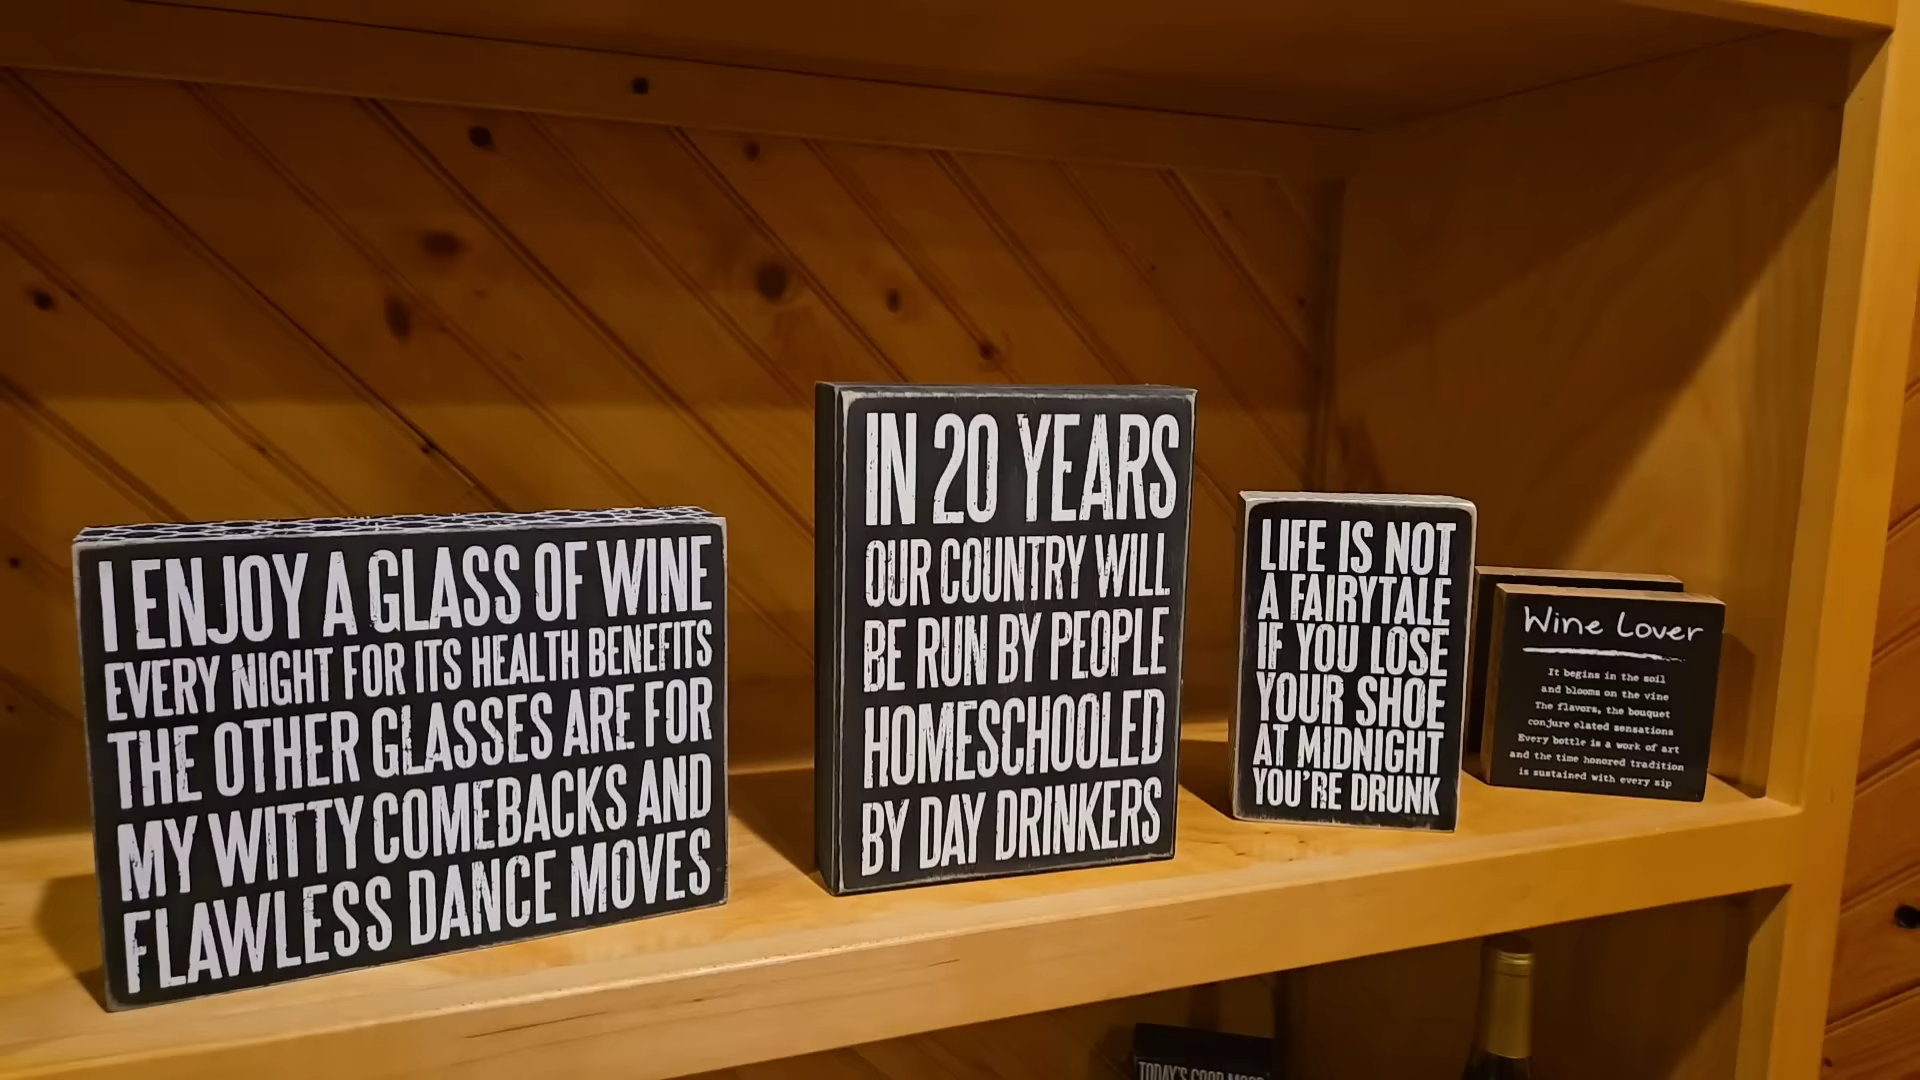 I ENJOY A GLASS OF WINE
EVERY NIGHT FOR ITS HEALTH BENEFITS
THE OTHER GLASSES ARE FOR
MY WITTY COMEBACKS AND
FLAWLESS DANCE MOVES
IN 20 YEARS
OUR COUNTRY WILL
BE RUN BY PEOPLE
HOMESCHOOLED
BY DAY DRINKERS
LIFE IS NOT
A FAIRYTALE
IF YOU LOSE
YOUR SHOE
AT MIDNIGHT
YOU'RE DRUNK
Wine Lover
It begins in the soil
and blooms on the vine
The flavors, the bouquet
conjure elated sensations
Every bottle is a work of art
and the time honored tradition
is sustained with every sip
TODAY'S GOOD MOOD